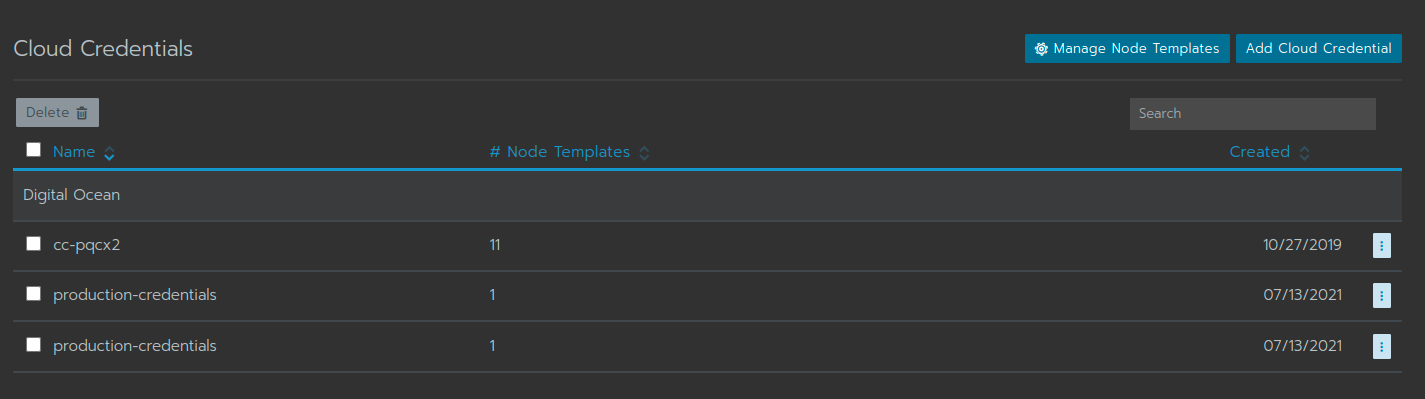 Cloud Credentials
Manage Node Templates
Add Cloud Credential
Delete
Search
Name # Node Templates Created
Digital Ocean
cc-pqcx2 11 10/27/2019
production-credentials 1 07/13/2021
production-credentials 1 07/13/2021